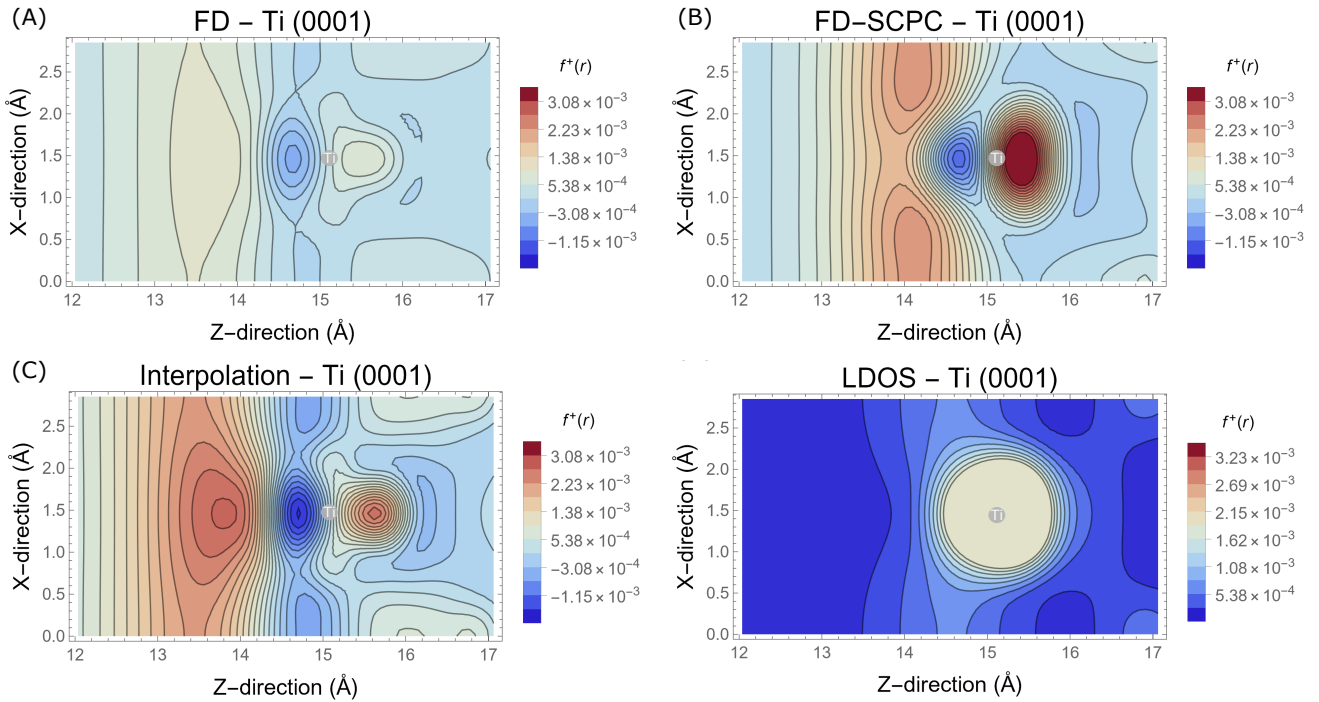 (A)
FD − Ti (0001)
X−direction (Å)
2.5
2.0
1.5
1.0
0.5
0.0
Ti
12 13 14 15 16 17
Z−direction (Å)
f⁺(r)
3.08 × 10⁻³
2.23 × 10⁻³
1.38 × 10⁻³
5.38 × 10⁻⁴
−3.08 × 10⁻⁴
−1.15 × 10⁻³
(B)
FD−SCPC − Ti (0001)
X−direction (Å)
2.5
2.0
1.5
1.0
0.5
0.0
Ti
12 13 14 15 16 17
Z−direction (Å)
f⁺(r)
3.08 × 10⁻³
2.23 × 10⁻³
1.38 × 10⁻³
5.38 × 10⁻⁴
−3.08 × 10⁻⁴
−1.15 × 10⁻³
(C)
Interpolation − Ti (0001)
X−direction (Å)
2.5
2.0
1.5
1.0
0.5
0.0
Ti
12 13 14 15 16 17
Z−direction (Å)
f⁺(r)
3.08 × 10⁻³
2.23 × 10⁻³
1.38 × 10⁻³
5.38 × 10⁻⁴
−3.08 × 10⁻⁴
−1.15 × 10⁻³
LDOS − Ti (0001)
X−direction (Å)
2.5
2.0
1.5
1.0
0.5
0.0
Ti
12 13 14 15 16 17
Z−direction (Å)
f⁺(r)
3.23 × 10⁻³
2.69 × 10⁻³
2.15 × 10⁻³
1.62 × 10⁻³
1.08 × 10⁻³
5.38 × 10⁻⁴